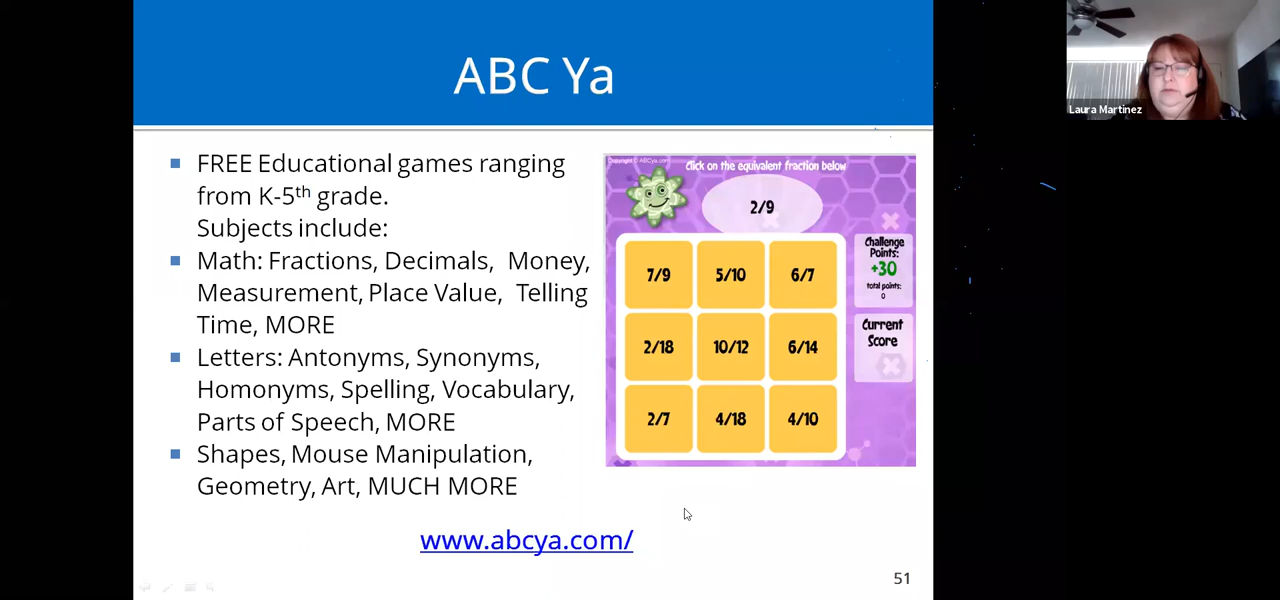 ABC Ya
FREE Educational games ranging
from K-5th grade.
Subjects include:
Math: Fractions, Decimals, Money,
Measurement, Place Value, Telling
Time, MORE
Letters: Antonyms, Synonyms,
Homonyms, Spelling, Vocabulary,
Parts of Speech, MORE
Shapes, Mouse Manipulation,
Geometry, Art, MUCH MORE
www.abcya.com/
51
Copyright © ABCya.com
Click on the equivalent fraction below
2/9
7/9 5/10 6/7
2/18 10/12 6/14
2/7 4/18 4/10
Challenge
Points:
+30
total points:
0
Current
Score
Laura Martinez